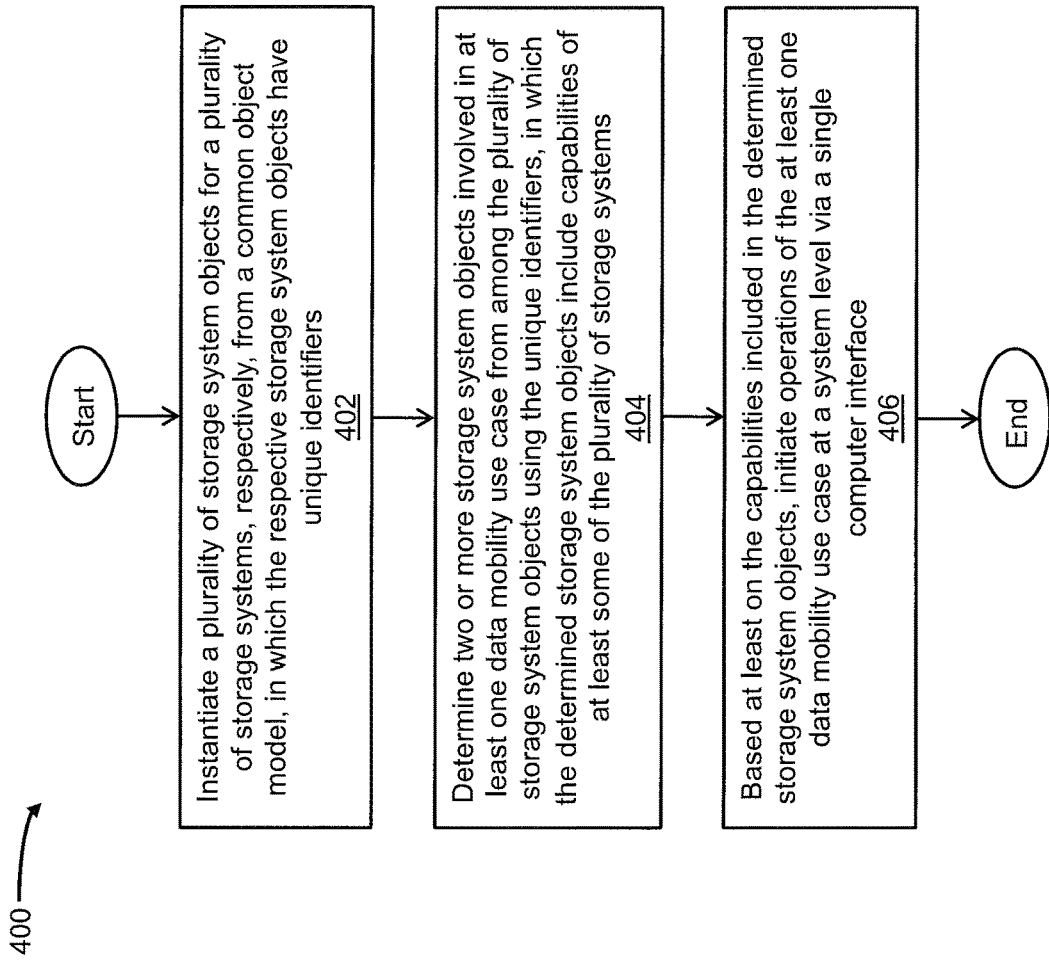 400
Start
Instantiate a plurality of storage system objects for a plurality
of storage systems, respectively, from a common object
model, in which the respective storage system objects have
unique identifiers
402
Determine two or more storage system objects involved in at
least one data mobility use case from among the plurality of
storage system objects using the unique identifiers, in which
the determined storage system objects include capabilities of
at least some of the plurality of storage systems
404
Based at least on the capabilities included in the determined
storage system objects, initiate operations of the at least one
data mobility use case at a system level via a single
computer interface
406
End